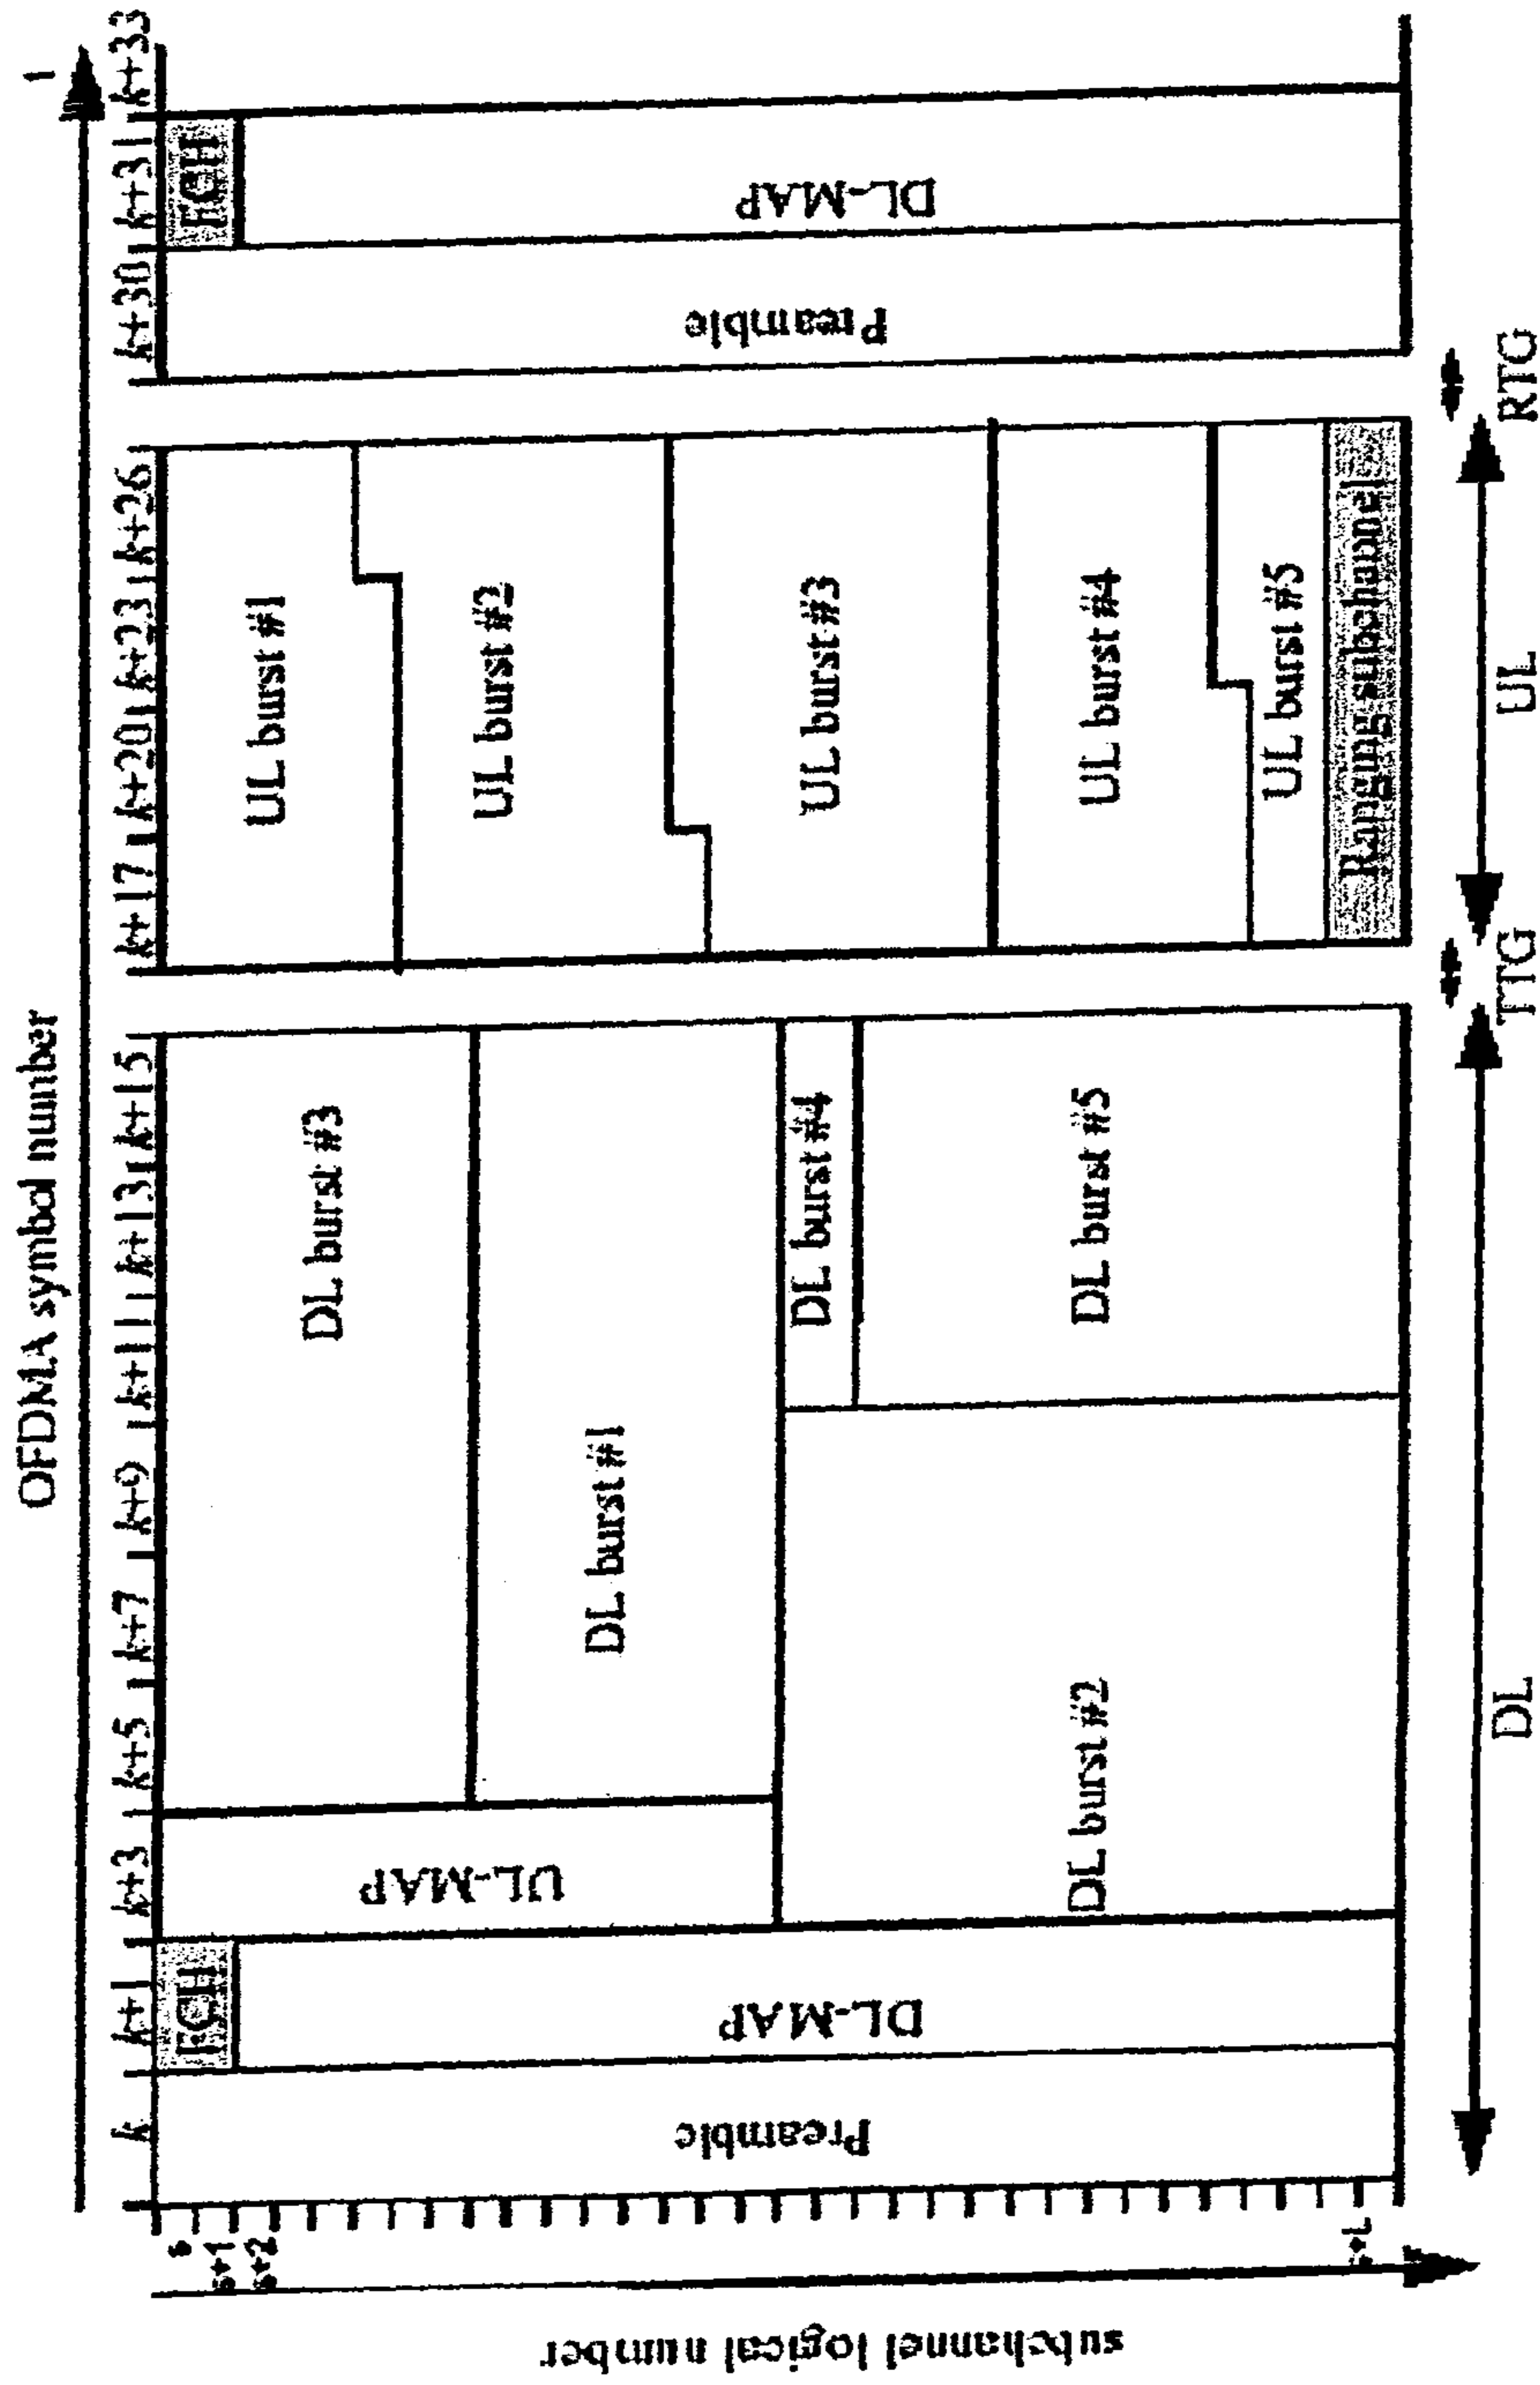 OFDMA symbol number
t
k k+1 k+3 k+5 k+7 k+9 k+11 k+13 k+15 k+17 k+20 k+23 k+26 k+30 k+31 k+33
subchannel logical number
s
s+1
s+2
s+L
Preamble
FCH
DL-MAP
UL-MAP
DL burst #3
DL burst #1
DL burst #2
DL burst #4
DL burst #5
UL burst #1
UL burst #2
UL burst #3
UL burst #4
UL burst #5
Ranging subchannel
Preamble
FCH
DL-MAP
DL
TTG
UL
RTG